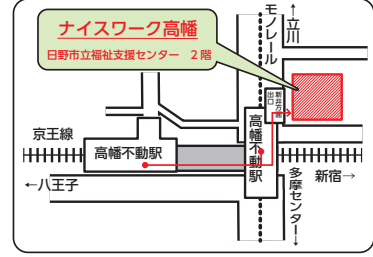 ナイスワーク高幡
日野市立福祉支援センター 2階
モノレール
↑立川
新井方面
出口
京王線
高幡不動駅
高幡不動駅
←八王子
新宿→
多摩センター↓